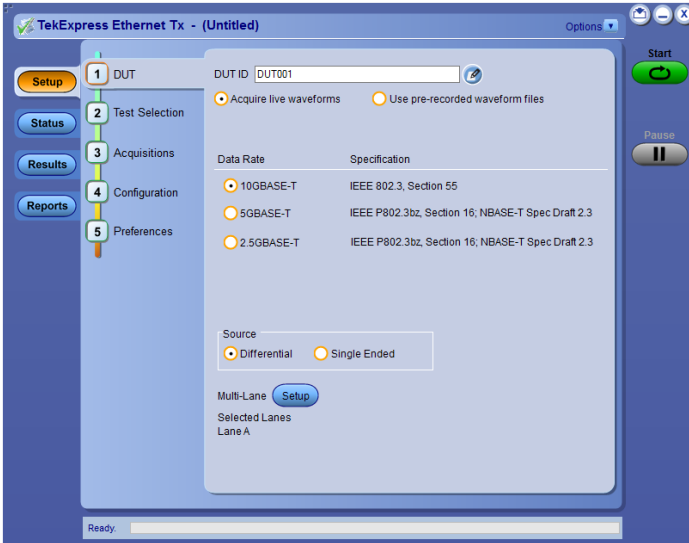 TekExpress Ethernet Tx - (Untitled)
Options
Start
Pause
Setup
Status
Results
Reports
1 DUT
2 Test Selection
3 Acquisitions
4 Configuration
5 Preferences
DUT ID DUT001
Acquire live waveforms Use pre-recorded waveform files
Data Rate Specification
10GBASE-T IEEE 802.3, Section 55
5GBASE-T IEEE P802.3bz, Section 16; NBASE-T Spec Draft 2.3
2.5GBASE-T IEEE P802.3bz, Section 16; NBASE-T Spec Draft 2.3
Source
Differential Single Ended
Multi-Lane Setup
Selected Lanes
Lane A
Ready.